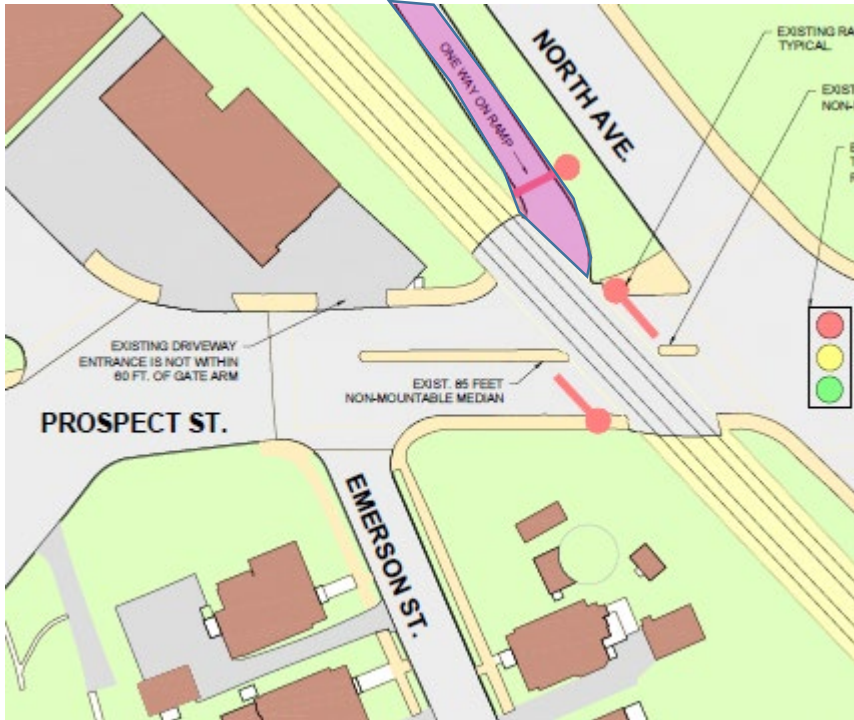 EXISTING RA
TYPICAL
EXIST
NON-
E
T
F
NORTH AVE.
ONE WAY ON RAMP
EXISTING DRIVEWAY
ENTRANCE IS NOT WITHIN
60 FT. OF GATE ARM
EXIST. 85 FEET
NON-MOUNTABLE MEDIAN
PROSPECT ST.
EMERSON ST.